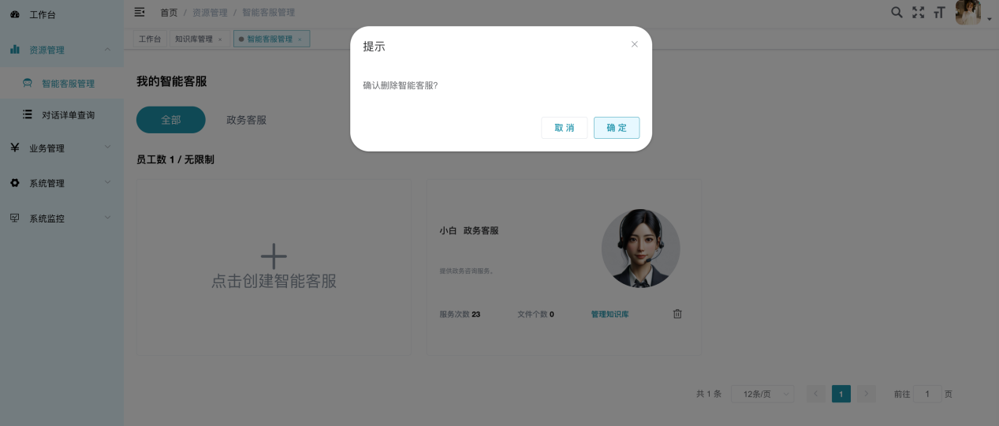 工作台
资源管理
智能客服管理
对话详单查询
业务管理
系统管理
系统监控
首页 / 资源管理 / 智能客服管理
工作台 知识库管理 × 智能客服管理 ×
提示
确认删除智能客服?
取 消 确 定
我的智能客服
全部 政务客服
员工数 1 / 无限制
点击创建智能客服
小白 政务客服
提供政务咨询服务。
服务次数 23 文件个数 0 管理知识库
共 1 条 12条/页 < 1 > 前往 1 页